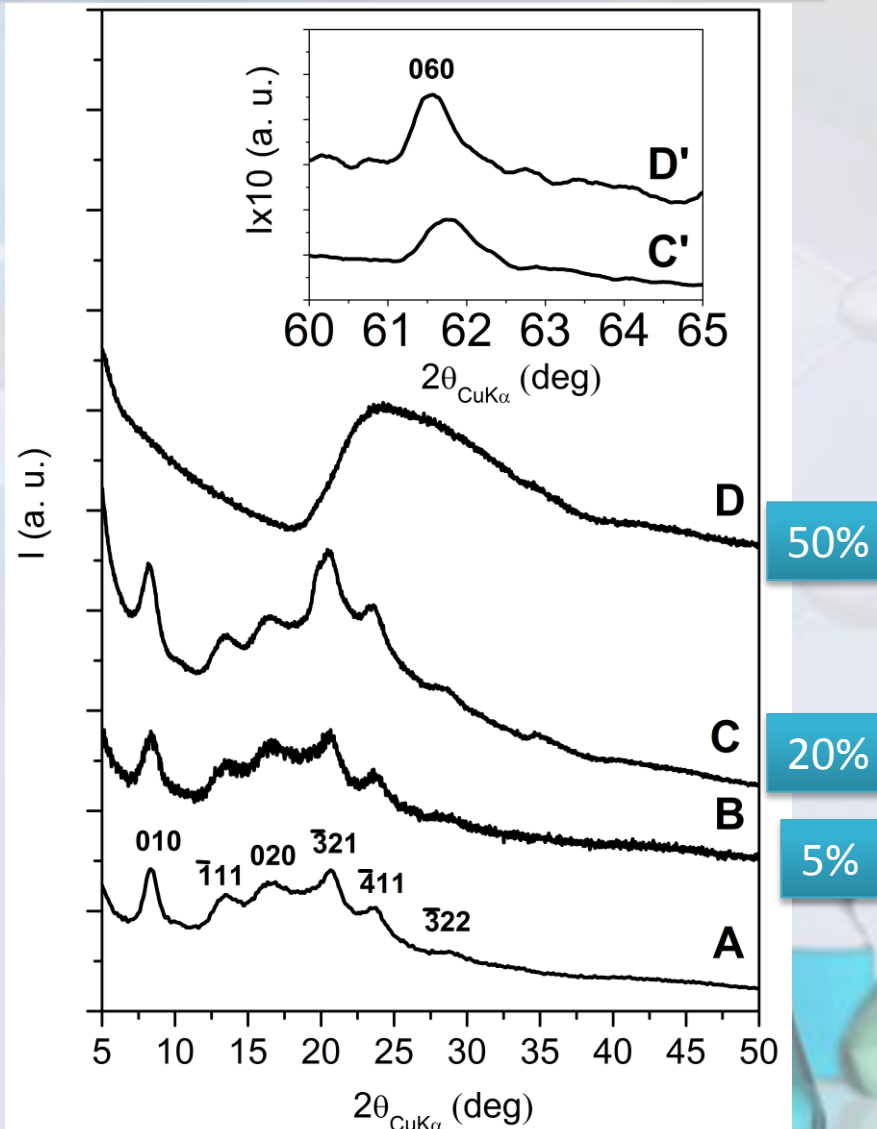 060
Ix10 (a. u.)
D'
C'
60 61 62 63 64 65
2θCuKα (deg)
I (a. u.)
D
50%
C
20%
B
5%
010
1̅11
020
3̅21
4̅11
3̅22
A
5 10 15 20 25 30 35 40 45 50
2θCuKα (deg)